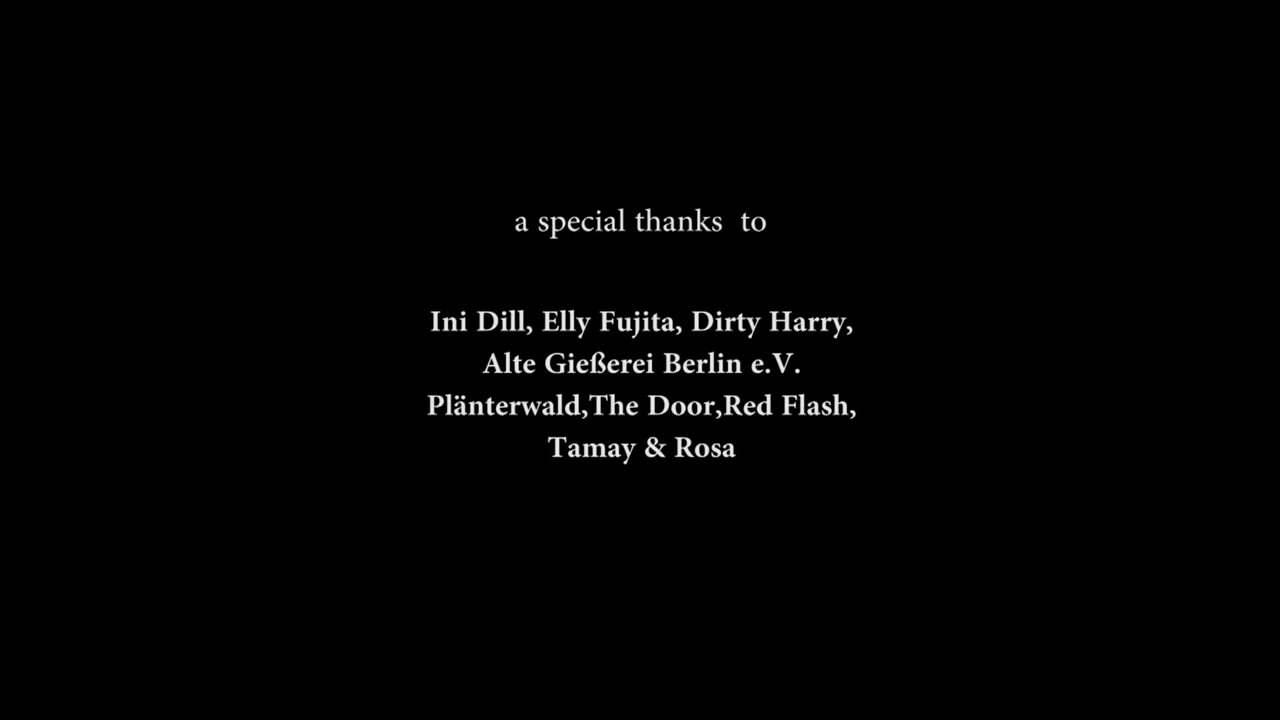 a special thanks  to
Ini Dill, Elly Fujita, Dirty Harry,
Alte Gießerei Berlin e.V.
Plänterwald,The Door,Red Flash,
Tamay & Rosa